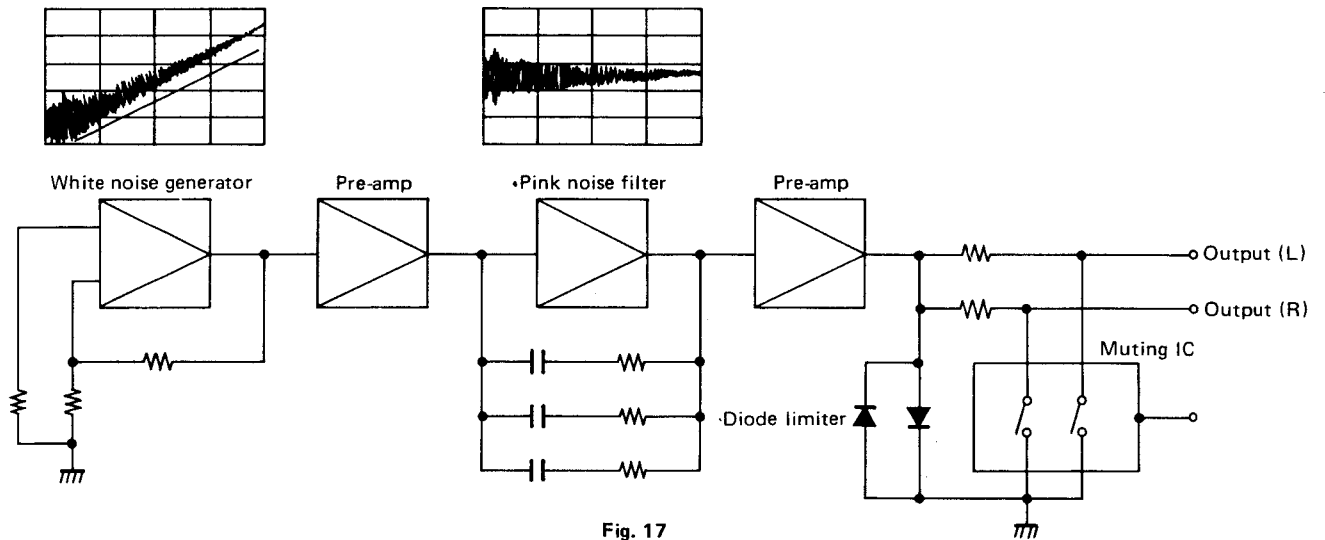 White noise generator
Pre-amp
Pink noise filter
Pre-amp
Output (L)
Output (R)
Muting IC
Diode limiter
Fig. 17